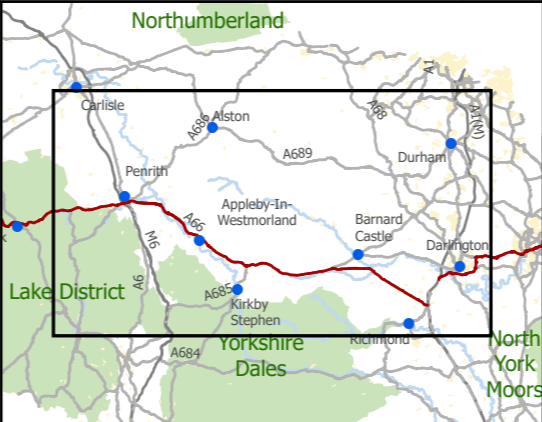 Northumberland
A1
Carlisle
A686
Alston
A68
A1(M)
A689
Durham
Penrith
Appleby-In-
Westmorland
A66
Barnard
Castle
M6
Darlington
k
A6
Lake District
A685
Kirkby
Stephen
Richmond
Yorkshire
Dales
A684
North
York
Moors